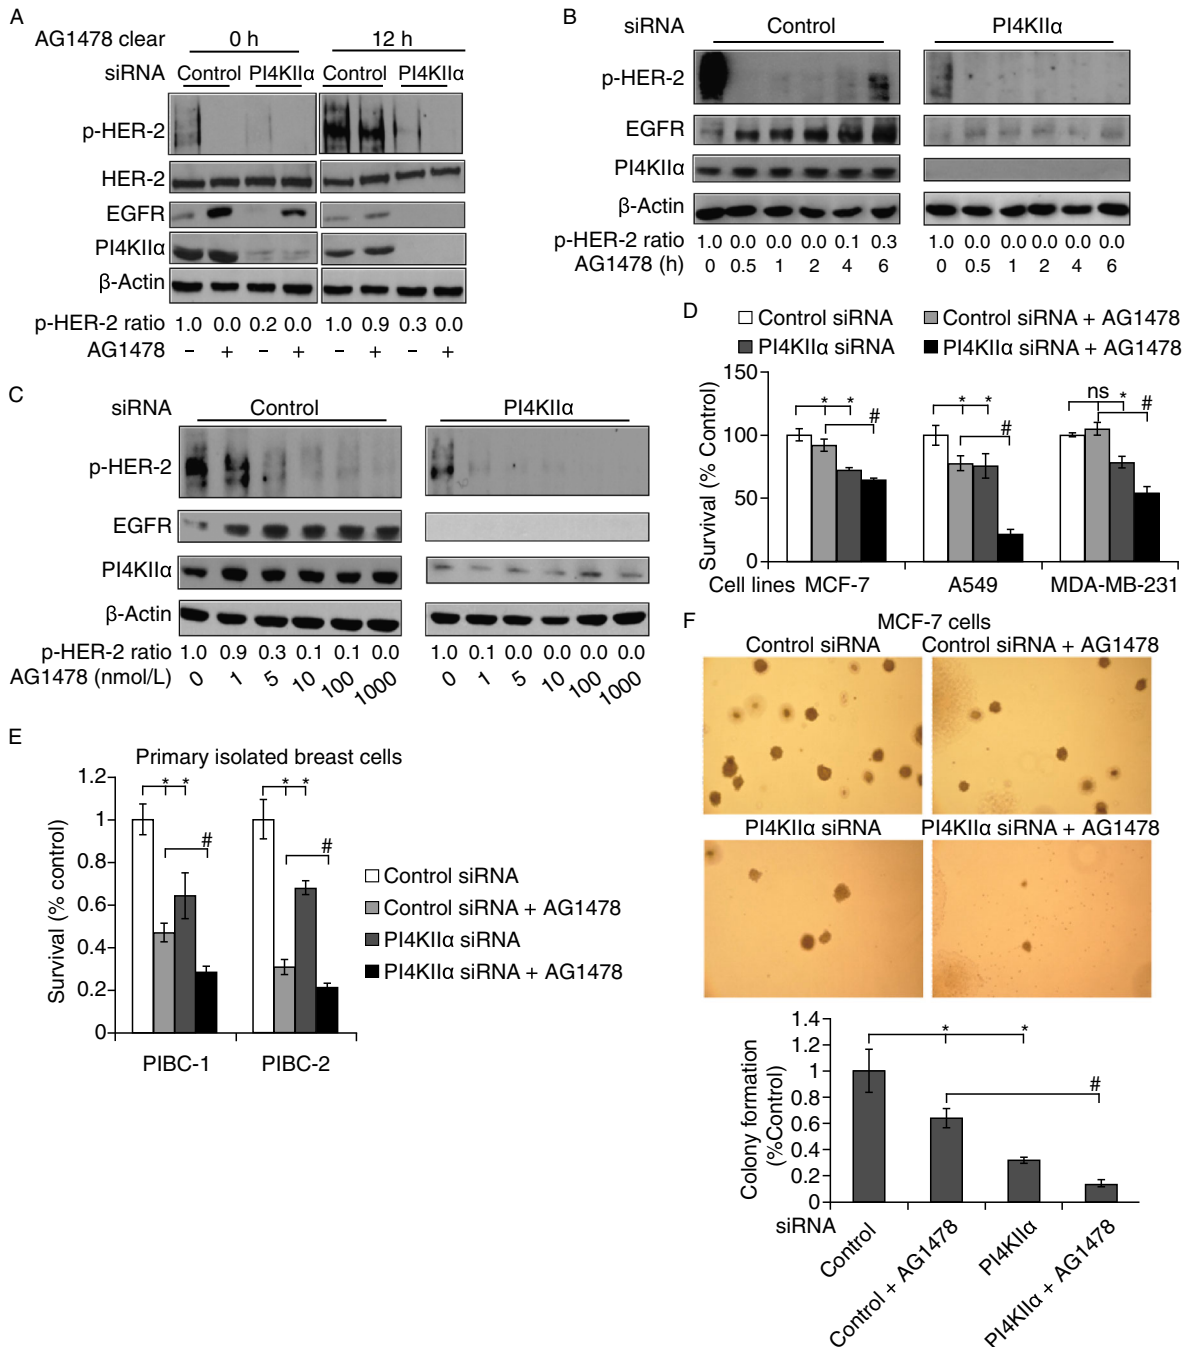 A
AG1478 clear 0 h 12 h
siRNA Control PI4KIIα Control PI4KIIα
p-HER-2
HER-2
EGFR
PI4KIIα
β-Actin
p-HER-2 ratio 1.0 0.0 0.2 0.0 1.0 0.9 0.3 0.0
AG1478 – + – + – + – +
B
siRNA Control PI4KIIα
p-HER-2
EGFR
PI4KIIα
β-Actin
p-HER-2 ratio 1.0 0.0 0.0 0.0 0.1 0.3 1.0 0.0 0.0 0.0 0.0 0.0
AG1478 (h) 0 0.5 1 2 4 6 0 0.5 1 2 4 6
C
siRNA Control PI4KIIα
p-HER-2
EGFR
PI4KIIα
β-Actin
p-HER-2 ratio 1.0 0.9 0.3 0.1 0.1 0.0 1.0 0.1 0.0 0.0 0.0 0.0
AG1478 (nmol/L) 0 1 5 10 100 1000 0 1 5 10 100 1000
D
Control siRNA Control siRNA + AG1478
PI4KIIα siRNA PI4KIIα siRNA + AG1478
Survival (% Control)
150
100
50
0
* * #
* * #
ns * #
Cell lines MCF-7 A549 MDA-MB-231
E
Primary isolated breast cells
Survival (% control)
1.2
1
0.8
0.6
0.4
0.2
0
* * #
* * #
PIBC-1 PIBC-2
Control siRNA
Control siRNA + AG1478
PI4KIIα siRNA
PI4KIIα siRNA + AG1478
F
MCF-7 cells
Control siRNA Control siRNA + AG1478
PI4KIIα siRNA PI4KIIα siRNA + AG1478
Colony formation
(%Control)
1.4
1.2
1
0.8
0.6
0.4
0.2
0
* *
#
siRNA Control Control + AG1478 PI4KIIα PI4KIIα + AG1478